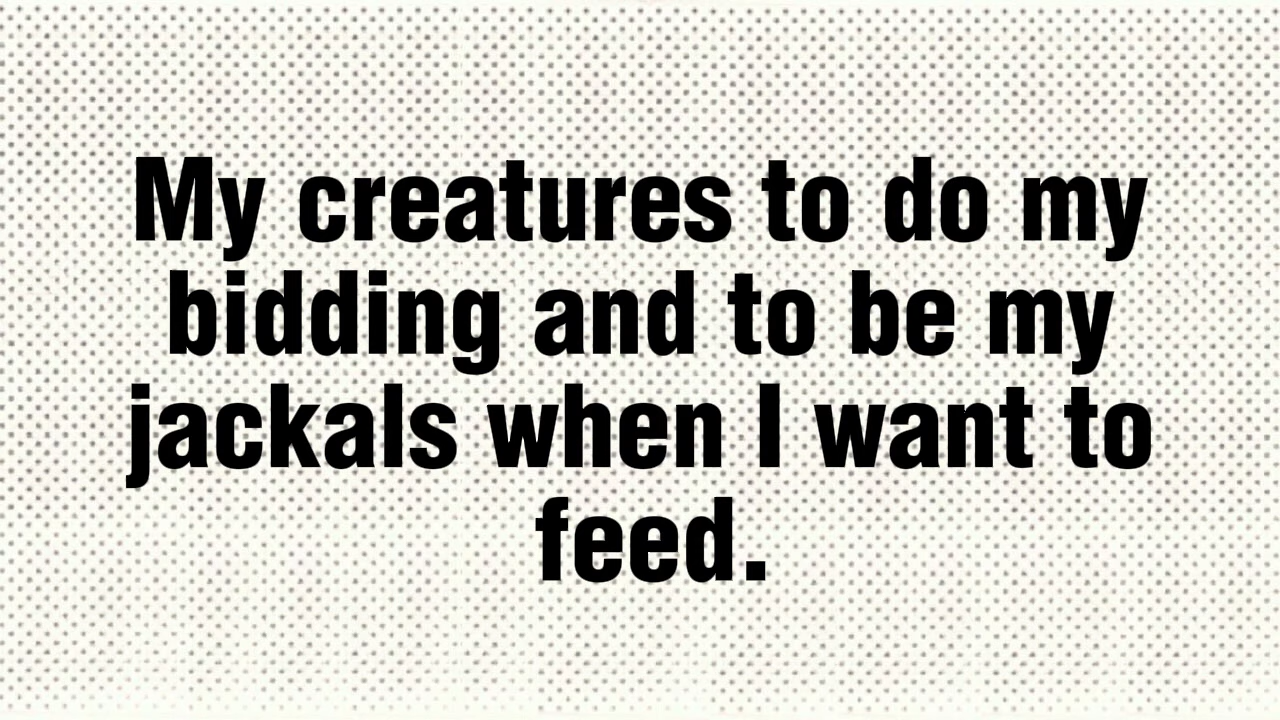 My creatures to do my
bidding and to be my
jackals when I want to
feed.